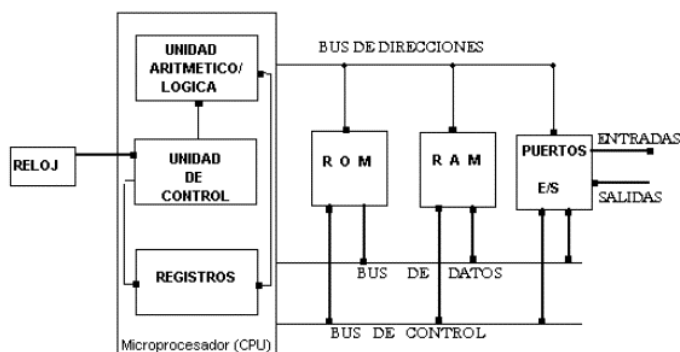 UNIDAD
ARITMETICO/
LOGICA
BUS DE DIRECCIONES
RELOJ
UNIDAD
DE
CONTROL
R O M
R A M
PUERTOS
E/S
ENTRADAS
SALIDAS
REGISTROS
BUS DE DATOS
BUS DE CONTROL
Microprocesador (CPU)